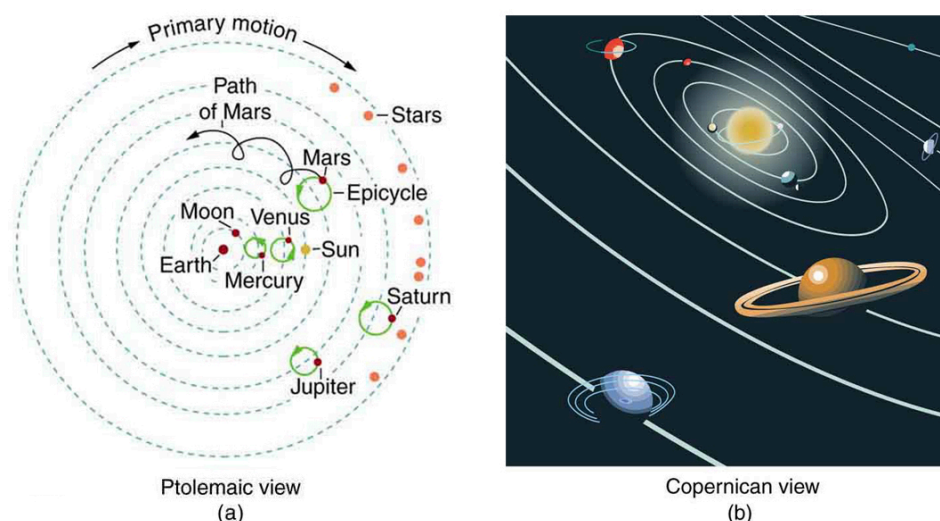 Primary motion
Path
of Mars
Stars
Mars
Epicycle
Moon
Venus
Sun
Earth
Mercury
Saturn
Jupiter
Ptolemaic view
(a)
Copernican view
(b)